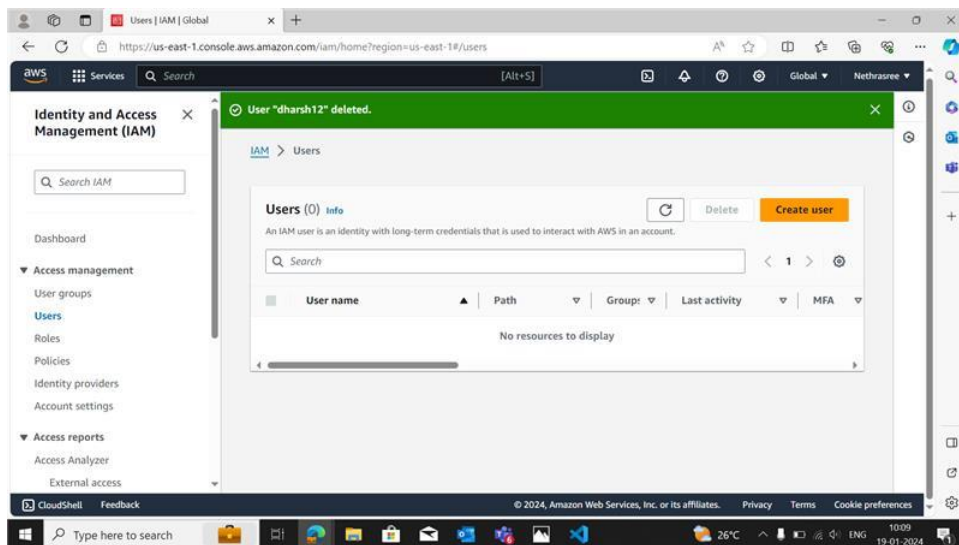 Users | IAM | Global
https://us-east-1.console.aws.amazon.com/iam/home?region=us-east-1#/users
aws Services Search [Alt+S] Global Nethrasree
Identity and Access
Management (IAM)
Search IAM
Dashboard
Access management
User groups
Users
Roles
Policies
Identity providers
Account settings
Access reports
Access Analyzer
External access
User "dharsh12" deleted.
IAM > Users
Users (0) Info
Delete
Create user
An IAM user is an identity with long-term credentials that is used to interact with AWS in an account.
Search
1
User name Path Group: Last activity MFA
No resources to display
CloudShell Feedback © 2024, Amazon Web Services, Inc. or its affiliates. Privacy Terms Cookie preferences
Type here to search 26°C ENG 10:09
19-01-2024